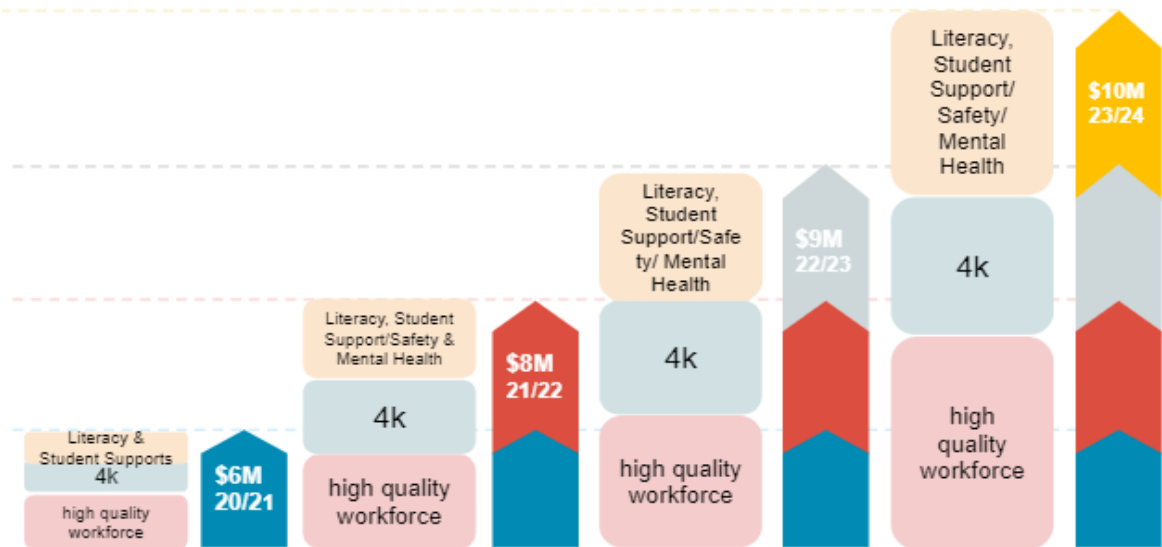 Literacy &
Student Supports
4k
high quality
workforce
$6M
20/21
Literacy, Student
Support/Safety &
Mental Health
4k
high quality
workforce
$8M
21/22
Literacy,
Student
Support/Safe
ty/ Mental
Health
4k
high quality
workforce
$9M
22/23
Literacy,
Student
Support/
Safety/
Mental
Health
4k
high
quality
workforce
$10M
23/24